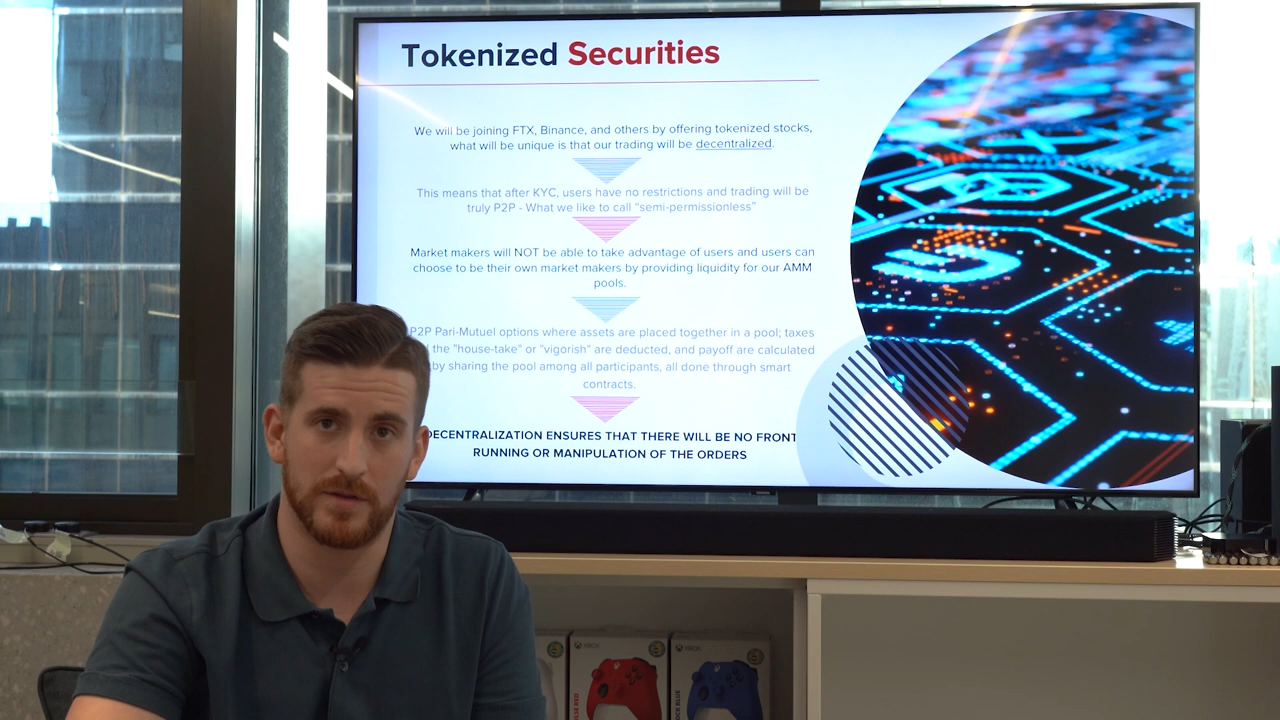 Tokenized Securities
We will be joining FTX, Binance, and others by offering tokenized stocks,
what will be unique is that our trading will be decentralized.
This means that after KYC, users have no restrictions and trading will be
truly P2P - What we like to call “semi-permissionless”
Market makers will NOT be able to take advantage of users and users can
choose to be their own market makers by providing liquidity for our AMM
pools.
P2P Pari-Mutuel options where assets are placed together in a pool; taxes
the "house-take" or "vigorish" are deducted, and payoff are calculated
by sharing the pool among all participants, all done through smart
contracts.
DECENTRALIZATION ENSURES THAT THERE WILL BE NO FRONT
RUNNING OR MANIPULATION OF THE ORDERS
XBOX
XBOX